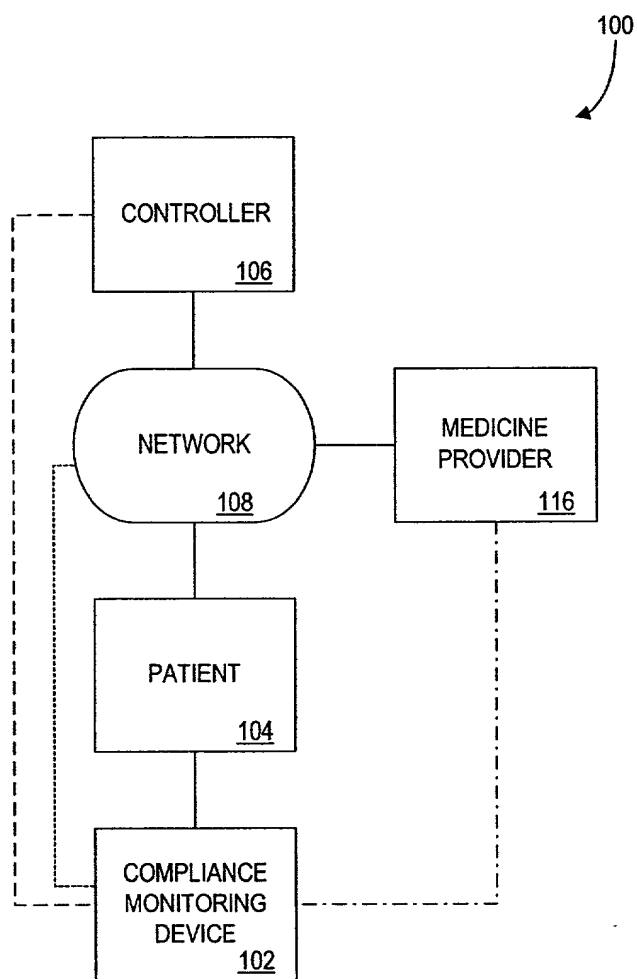 100
CONTROLLER
106
NETWORK
108
MEDICINE
PROVIDER
116
PATIENT
104
COMPLIANCE
MONITORING
DEVICE
102